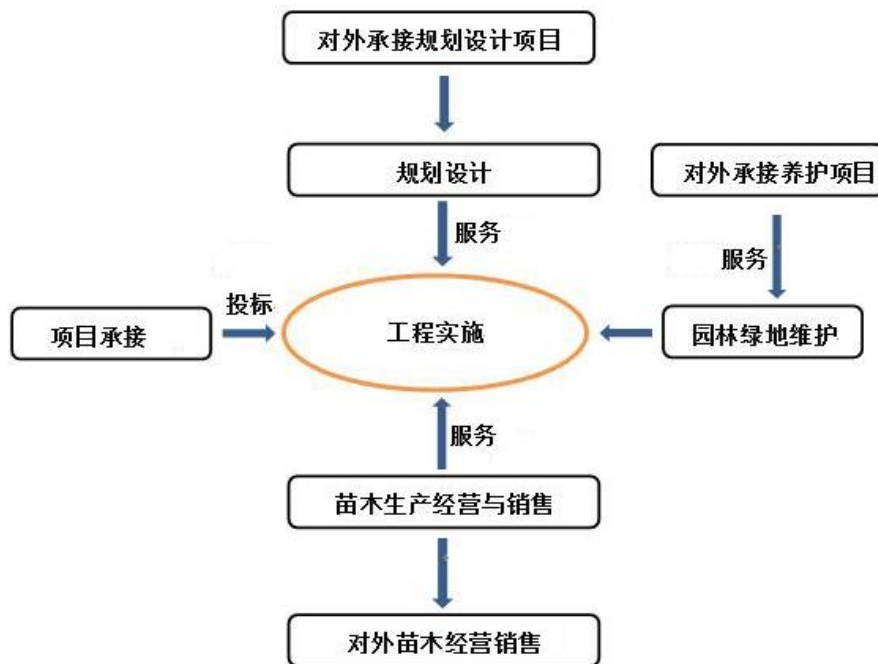 对外承接规划设计项目
规划设计
对外承接养护项目
服务
服务
投标
项目承接
工程实施
园林绿地维护
服务
苗木生产经营与销售
对外苗木经营销售